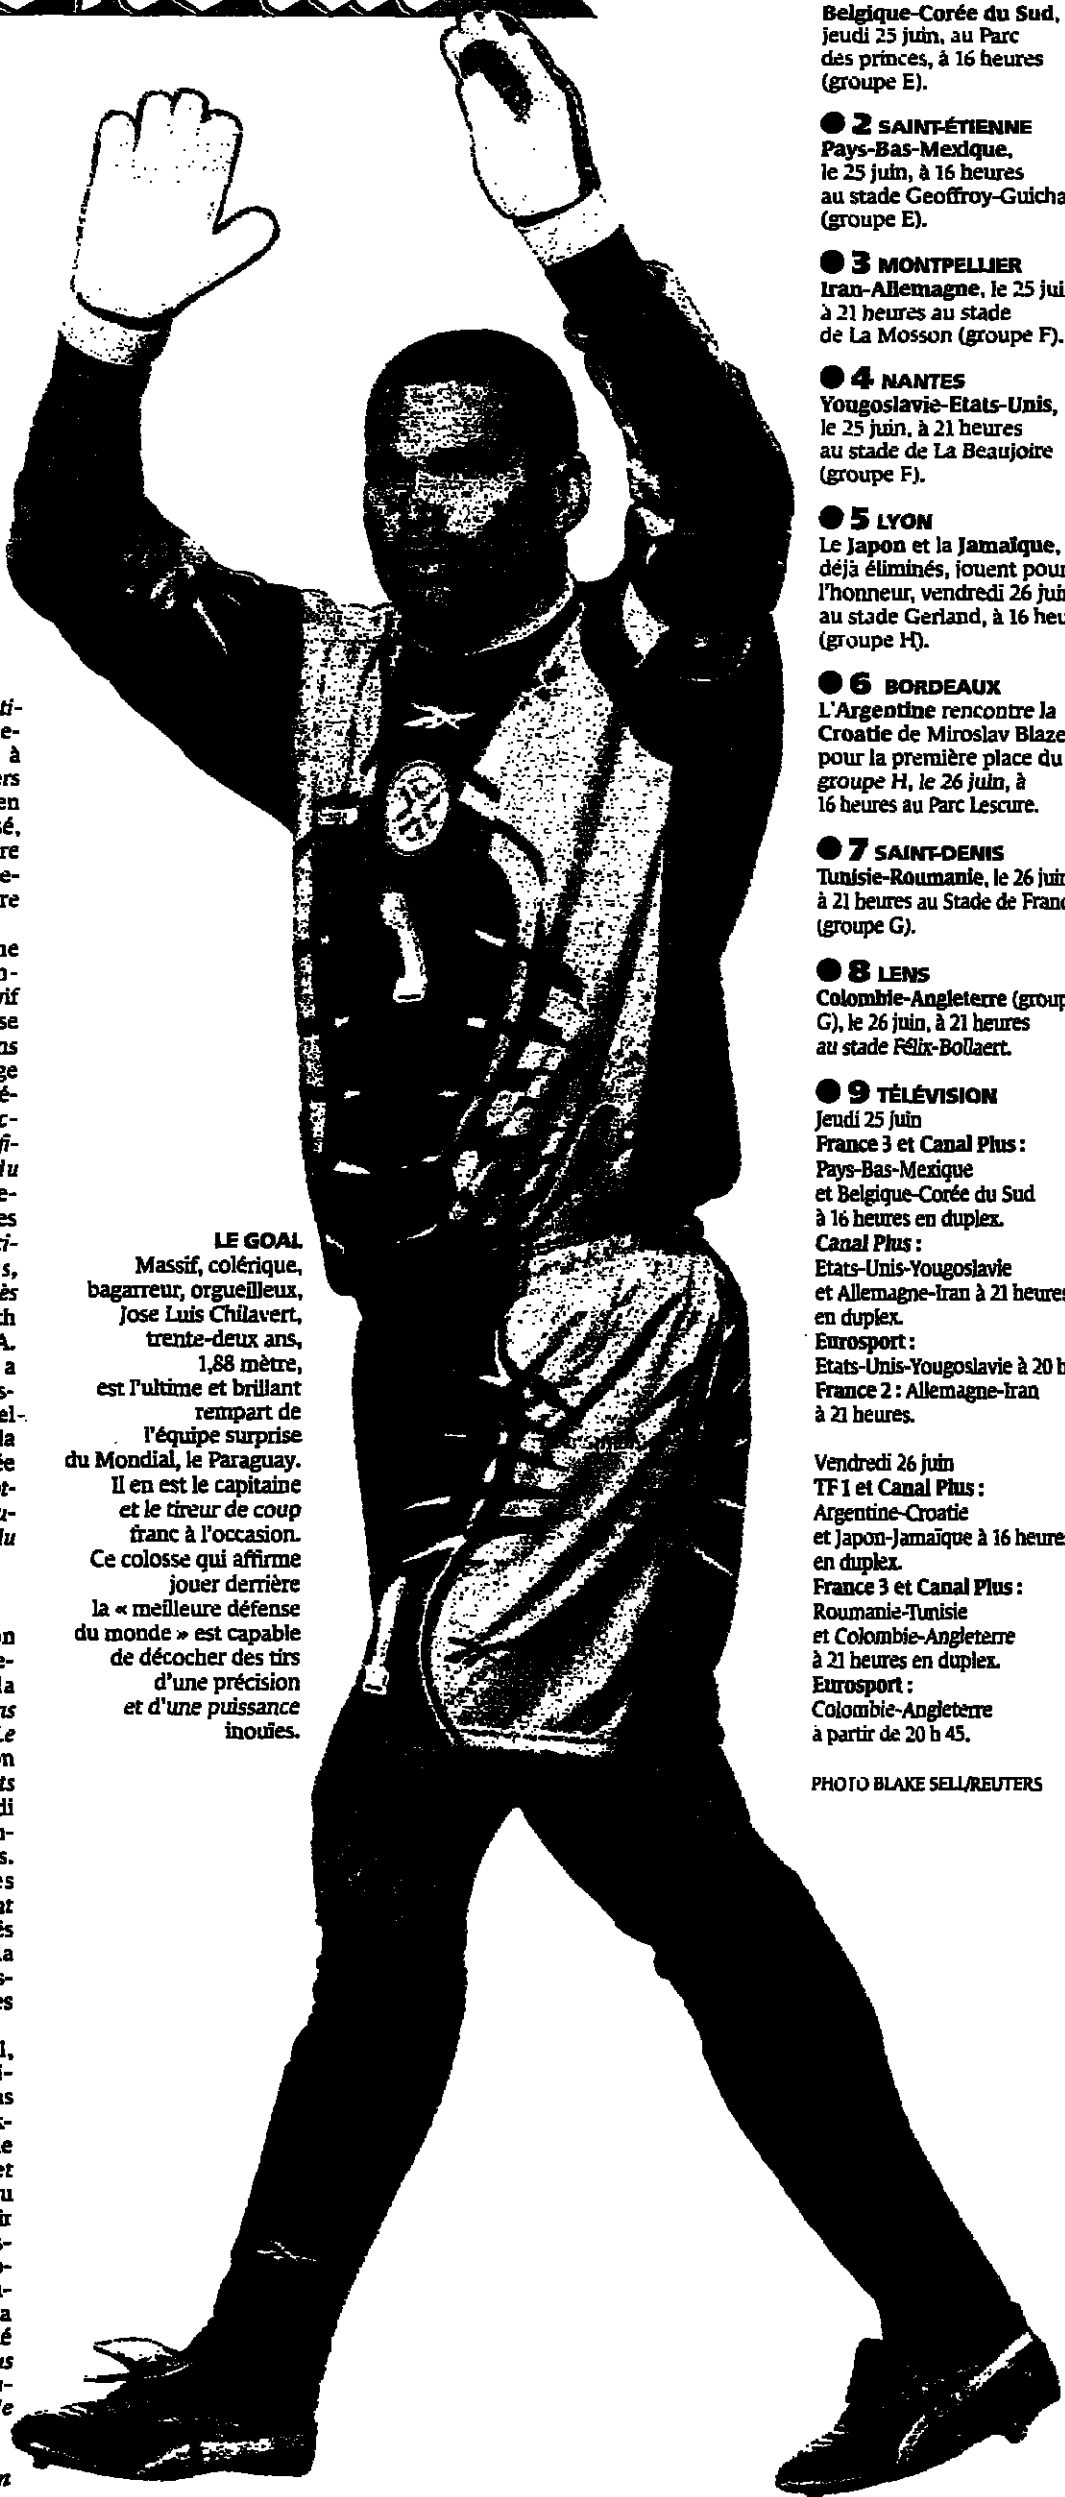 LE GOAL
Massif, colérique,
bagarreur, orgueilleux,
Jose Luis Chilavert,
trente-deux ans,
1,88 mètre,
est l'ultime et brillant
rempart de
l'équipe surprise
du Mondial, le Paraguay.
Il en est le capitaine
et le tireur de coup
franc à l'occasion.
Ce colosse qui affirme
jouer derrière
la « meilleure défense
du monde » est capable
de décocher des tirs
d'une précision
et d'une puissance
inouïes.
Belgique-Corée du Sud,
jeudi 25 juin, au Parc
des princes, à 16 heures
(groupe E).
● 2 SAINT-ÉTIENNE
Pays-Bas-Mexique,
le 25 juin, à 16 heures
au stade Geoffroy-Guicha
(groupe E).
● 3 MONTPELLIER
Iran-Allemagne, le 25 jui
à 21 heures au stade
de La Mosson (groupe F).
● 4 NANTES
Yougoslavie-Etats-Unis,
le 25 juin, à 21 heures
au stade de La Beaujoire
(groupe F).
● 5 LYON
Le Japon et la Jamaïque,
déjà éliminés, jouent pour
l'honneur, vendredi 26 juin
au stade Gerland, à 16 heu
(groupe H).
● 6 BORDEAUX
L'Argentine rencontre la
Croatie de Miroslav Blaze
pour la première place du
groupe H, le 26 juin, à
16 heures au Parc Lescure.
● 7 SAINT-DENIS
Tunisie-Roumanie, le 26 juin
à 21 heures au Stade de Franc
(groupe G).
● 8 LENS
Colombie-Angleterre (group
G), le 26 juin, à 21 heures
au stade Félix-Bollaert.
● 9 TÉLÉVISION
Jeudi 25 juin
France 3 et Canal Plus :
Pays-Bas-Mexique
et Belgique-Corée du Sud
à 16 heures en duplex.
Canal Plus :
Etats-Unis-Yougoslavie
et Allemagne-Iran à 21 heures
en duplex.
Eurosport :
Etats-Unis-Yougoslavie à 20 h
France 2 : Allemagne-Iran
à 21 heures.
Vendredi 26 juin
TF 1 et Canal Plus :
Argentine-Croatie
et Japon-Jamaïque à 16 heure
en duplex.
France 3 et Canal Plus :
Roumanie-Tunisie
et Colombie-Angleterre
à 21 heures en duplex.
Eurosport :
Colombie-Angleterre
à partir de 20 h 45.
PHOTO BLAKE SELL/REUTERS